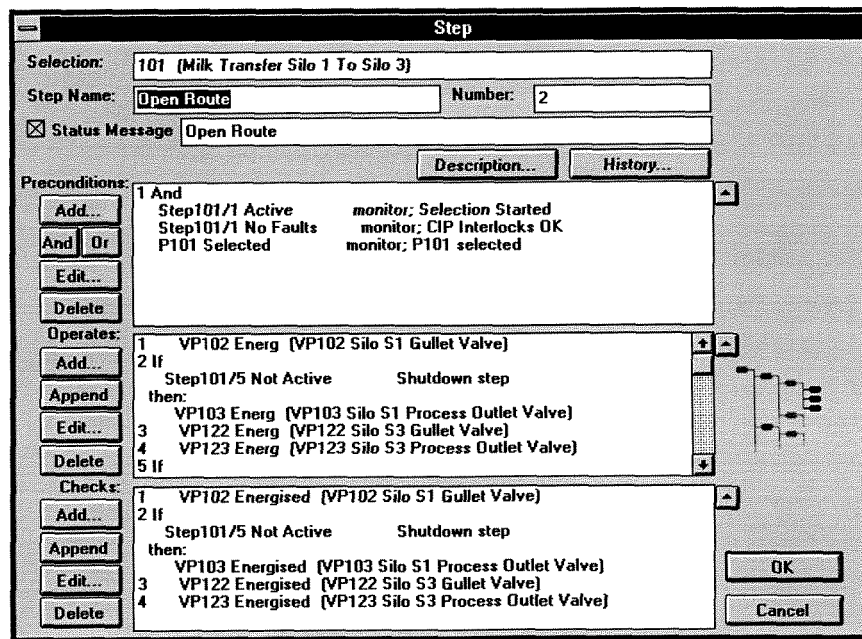 Step
Selection: 101 (Milk Transfer Silo 1 To Silo 3)
Step Name: Open Route Number: 2
Status Message Open Route
Description... History...
Preconditions:
Add...
And Or
Edit...
Delete
1 And
Step101/1 Active monitor; Selection Started
Step101/1 No Faults monitor; CIP Interlocks OK
P101 Selected monitor; P101 selected
Operates:
Add...
Append
Edit...
Delete
1 VP102 Energ (VP102 Silo S1 Gullet Valve)
2 If
Step101/5 Not Active Shutdown step
then:
VP103 Energ (VP103 Silo S1 Process Outlet Valve)
3 VP122 Energ (VP122 Silo S3 Gullet Valve)
4 VP123 Energ (VP123 Silo S3 Process Outlet Valve)
5 If
Checks:
Add...
Append
Edit...
Delete
1 VP102 Energised (VP102 Silo S1 Gullet Valve)
2 If
Step101/5 Not Active Shutdown step
then:
VP103 Energised (VP103 Silo S1 Process Outlet Valve)
3 VP122 Energised (VP122 Silo S3 Gullet Valve)
4 VP123 Energised (VP123 Silo S3 Process Outlet Valve)
OK
Cancel